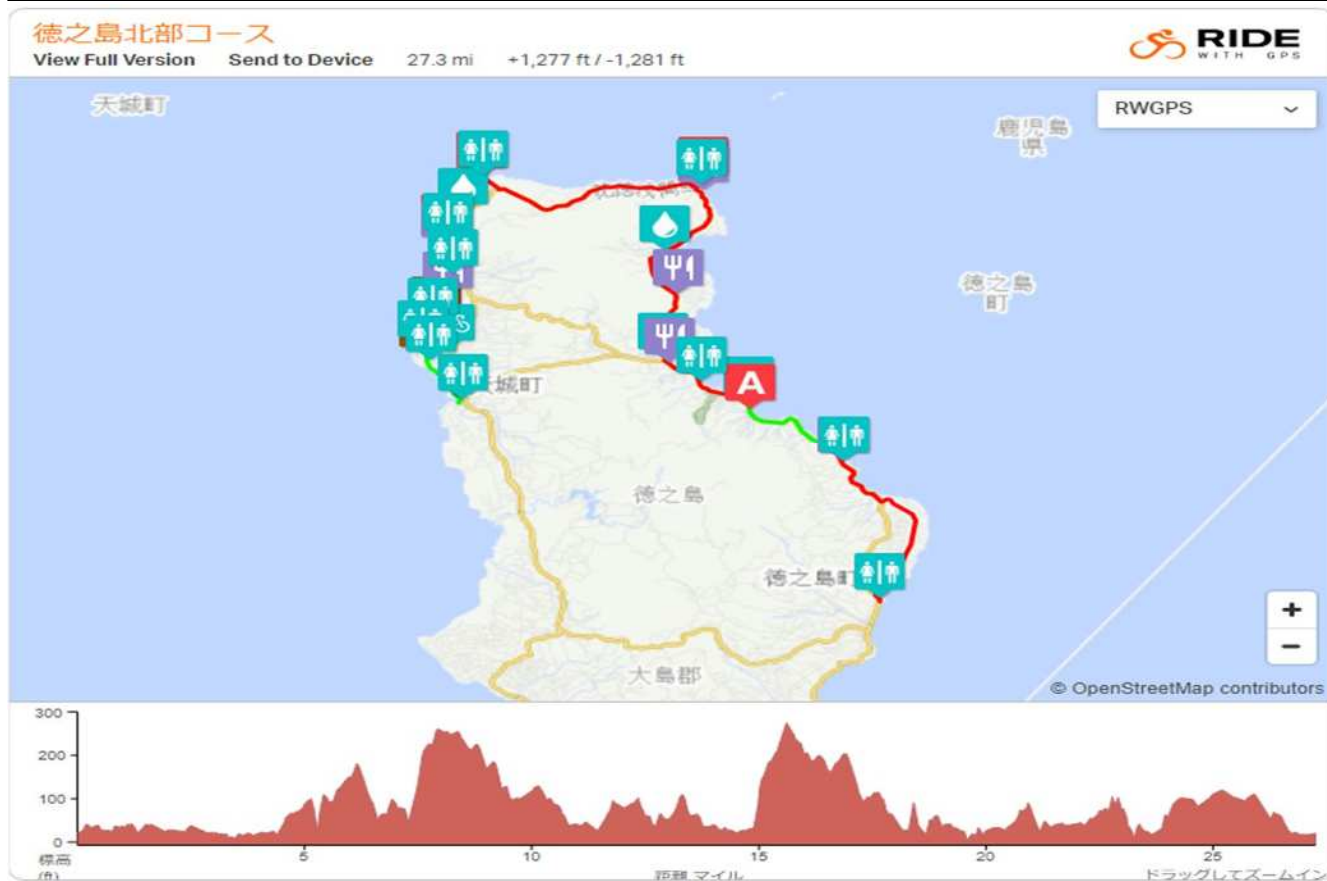 徳之島北部コース
View Full Version Send to Device 27.3 mi +1,277 ft / -1,281 ft
RIDE
WITH GPS
RWGPS
天城町
鹿児島
県
徳之島
町
天城町
A
徳之島
徳之島町
大島郡
+
−
© OpenStreetMap contributors
300
200
100
0
標高
(ft)
5 10 15 20 25
距離 マイル
ドラッグしてズームイン